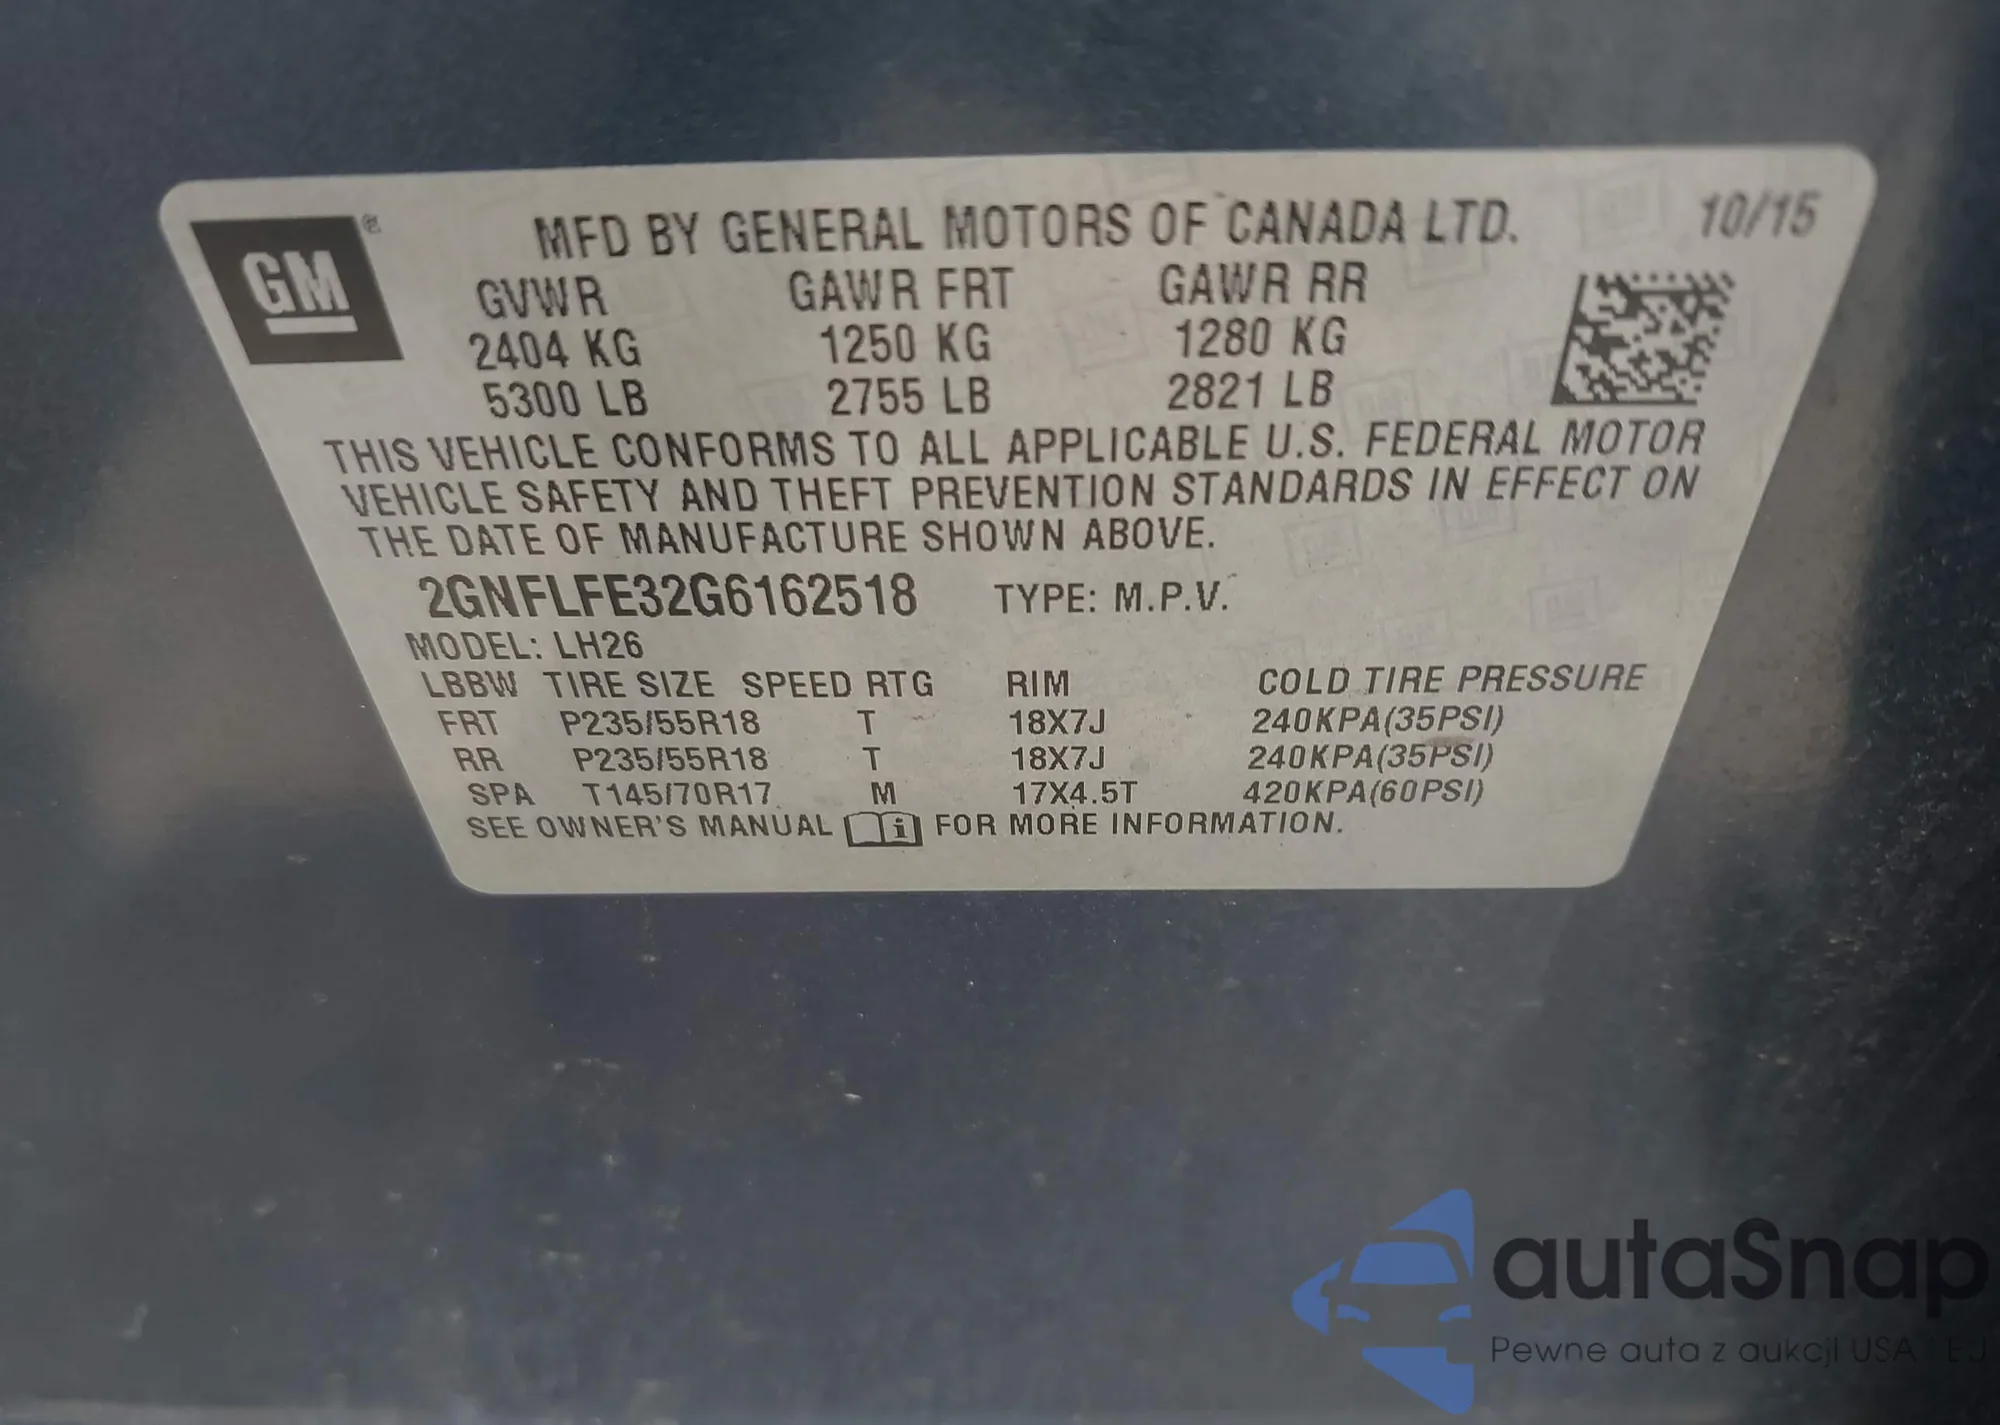 GM ®
MFD BY GENERAL MOTORS OF CANADA LTD. 10/15
GVWR GAWR FRT GAWR RR
2404 KG 1250 KG 1280 KG
5300 LB 2755 LB 2821 LB
THIS VEHICLE CONFORMS TO ALL APPLICABLE U.S. FEDERAL MOTOR
VEHICLE SAFETY AND THEFT PREVENTION STANDARDS IN EFFECT ON
THE DATE OF MANUFACTURE SHOWN ABOVE.
2GNFLFE32G6162518 TYPE: M.P.V.
MODEL: LH26
LBBW TIRE SIZE SPEED RTG RIM COLD TIRE PRESSURE
FRT P235/55R18 T 18X7J 240KPA(35PSI)
RR P235/55R18 T 18X7J 240KPA(35PSI)
SPA T145/70R17 M 17X4.5T 420KPA(60PSI)
SEE OWNER'S MANUAL i FOR MORE INFORMATION.
autaSnap
Pewne auta z aukcji USA